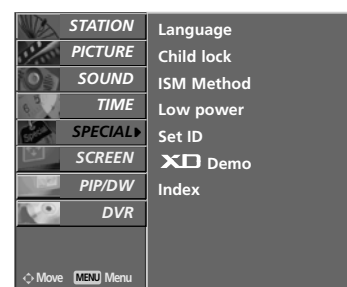 STATION
PICTURE
SOUND
TIME
SPECIAL
SCREEN
PIP/DW
DVR
Move MENU Menu
Language
Child lock
ISM Method
Low power
Set ID
XD Demo
Index